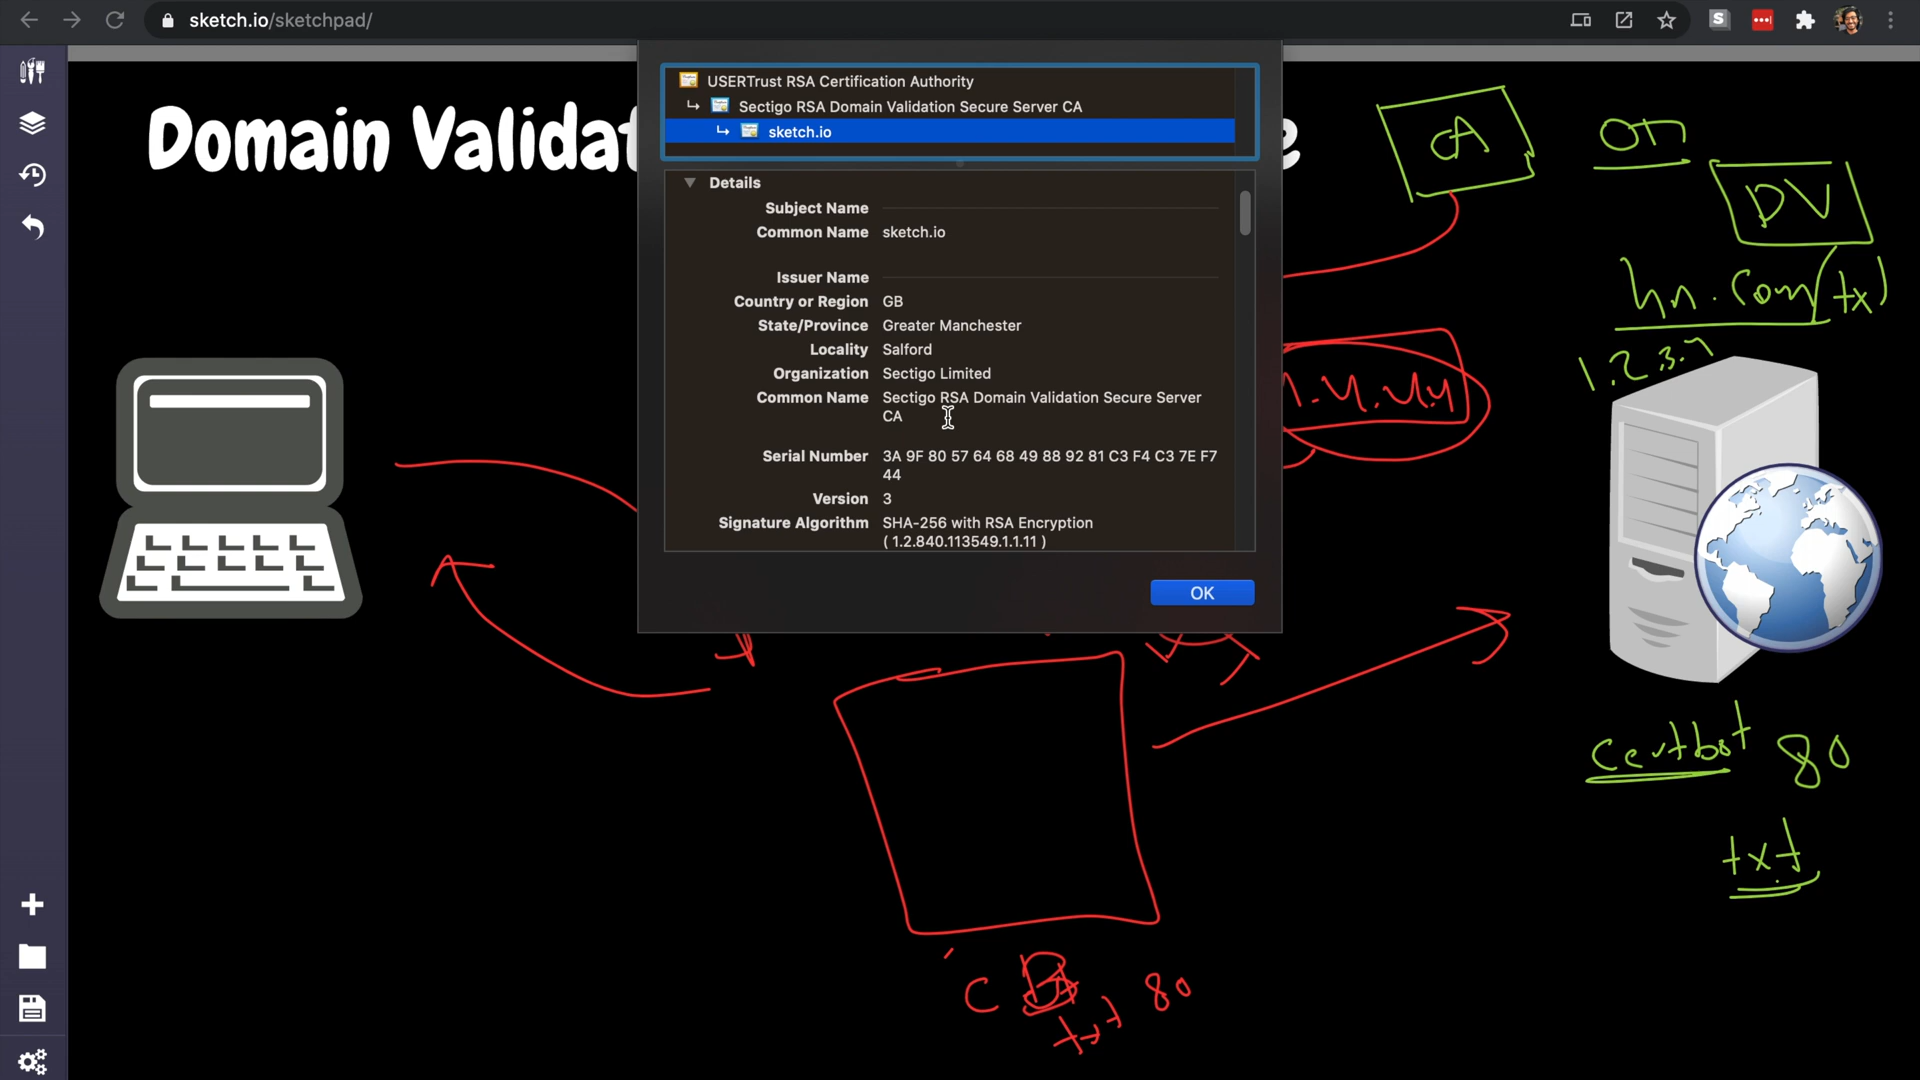 sketch.io/sketchpad/
USERTrust RSA Certification Authority
Sectigo RSA Domain Validation Secure Server CA
sketch.io
Domain Validat
e
Details
Subject Name
Common Name sketch.io
Issuer Name
Country or Region GB
State/Province Greater Manchester
Locality Salford
Organization Sectigo Limited
Common Name Sectigo RSA Domain Validation Secure Server
CA
Serial Number 3A 9F 80 57 64 68 49 88 92 81 C3 F4 C3 7E F7
44
Version 3
Signature Algorithm SHA-256 with RSA Encryption
( 1.2.840.113549.1.1.11 )
OK
CA
DV
hn.com(tx)
1.2.3.4
certbot 80
txt
C B 80
txt